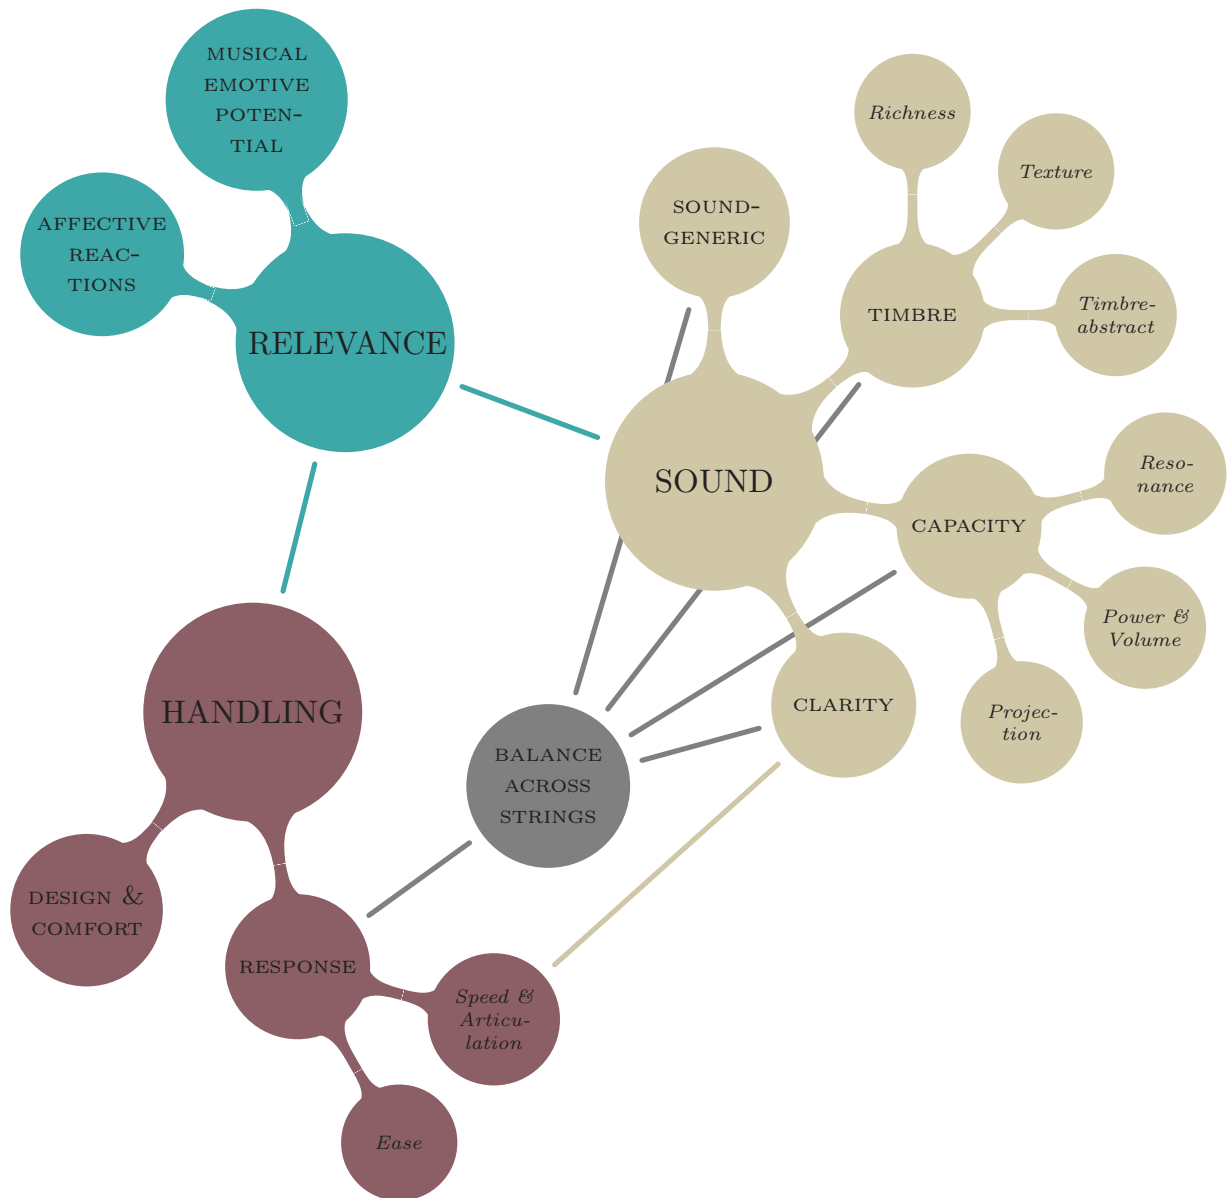 MUSICAL
EMOTIVE
POTEN-
TIAL
AFFECTIVE
REAC-
TIONS
RELEVANCE
SOUND-
GENERIC
Richness
Texture
TIMBRE
Timbre-
abstract
SOUND
CAPACITY
Reso-
nance
Power &
Volume
Projec-
tion
CLARITY
HANDLING
BALANCE
ACROSS
STRINGS
DESIGN &
COMFORT
RESPONSE
Speed &
Articu-
lation
Ease